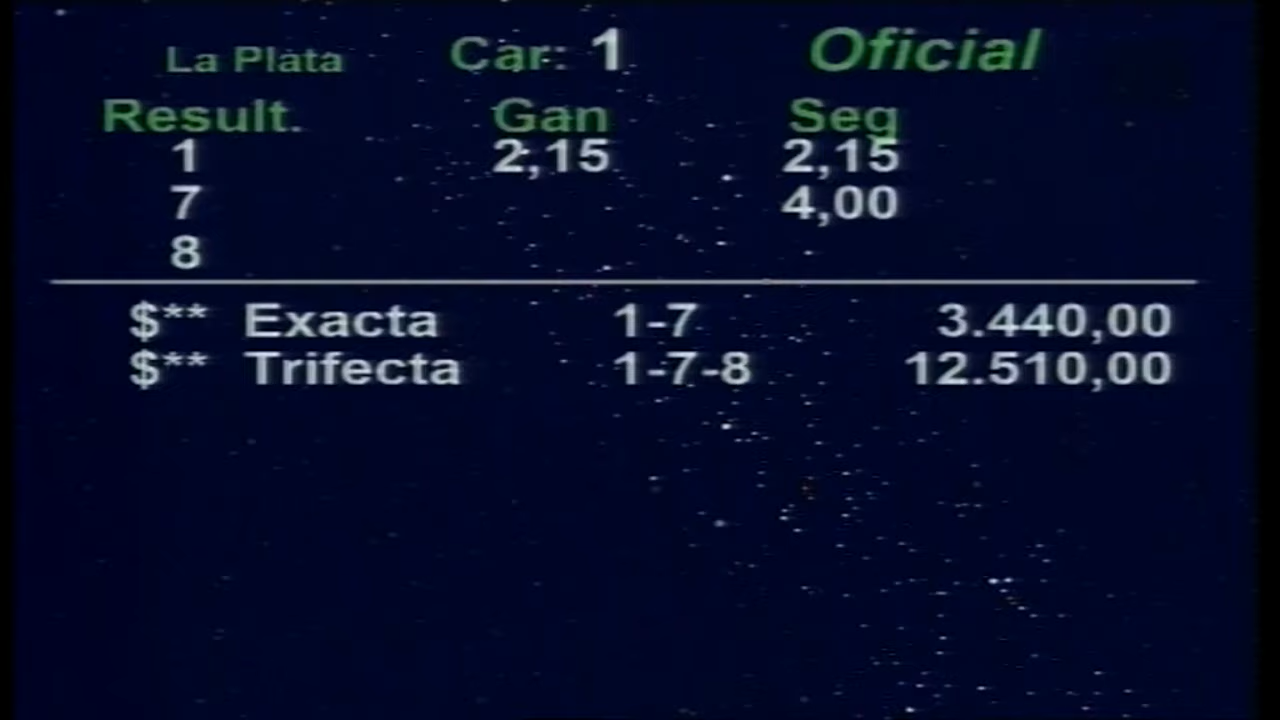 La Plata Car: 1 Oficial
Result. Gan Seg
1 2,15 2,15
7 4,00
8
$** Exacta 1-7 3.440,00
$** Trifecta 1-7-8 12.510,00